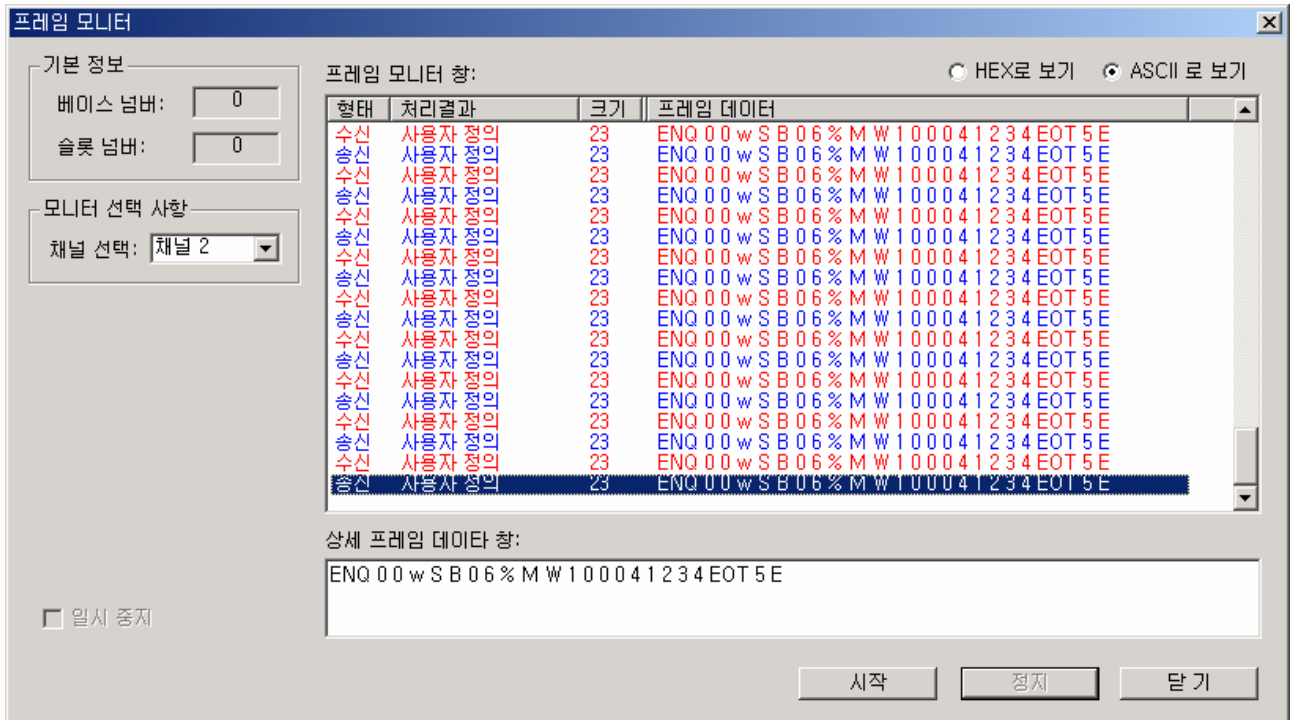 프레임 모니터
기본 정보
베이스 넘버: 0
슬롯 넘버: 0
모니터 선택 사항
채널 선택: 채널 2
일시 중지
프레임 모니터 창:
HEX로 보기 ASCII 로 보기
형태 처리결과 크기 프레임 데이터
수신 사용자 정의 23 ENQ 0 0 w S B 0 6 % M W 1 0 0 0 4 1 2 3 4 EOT 5 E
송신 사용자 정의 23 ENQ 0 0 w S B 0 6 % M W 1 0 0 0 4 1 2 3 4 EOT 5 E
수신 사용자 정의 23 ENQ 0 0 w S B 0 6 % M W 1 0 0 0 4 1 2 3 4 EOT 5 E
송신 사용자 정의 23 ENQ 0 0 w S B 0 6 % M W 1 0 0 0 4 1 2 3 4 EOT 5 E
수신 사용자 정의 23 ENQ 0 0 w S B 0 6 % M W 1 0 0 0 4 1 2 3 4 EOT 5 E
송신 사용자 정의 23 ENQ 0 0 w S B 0 6 % M W 1 0 0 0 4 1 2 3 4 EOT 5 E
수신 사용자 정의 23 ENQ 0 0 w S B 0 6 % M W 1 0 0 0 4 1 2 3 4 EOT 5 E
송신 사용자 정의 23 ENQ 0 0 w S B 0 6 % M W 1 0 0 0 4 1 2 3 4 EOT 5 E
수신 사용자 정의 23 ENQ 0 0 w S B 0 6 % M W 1 0 0 0 4 1 2 3 4 EOT 5 E
송신 사용자 정의 23 ENQ 0 0 w S B 0 6 % M W 1 0 0 0 4 1 2 3 4 EOT 5 E
수신 사용자 정의 23 ENQ 0 0 w S B 0 6 % M W 1 0 0 0 4 1 2 3 4 EOT 5 E
송신 사용자 정의 23 ENQ 0 0 w S B 0 6 % M W 1 0 0 0 4 1 2 3 4 EOT 5 E
수신 사용자 정의 23 ENQ 0 0 w S B 0 6 % M W 1 0 0 0 4 1 2 3 4 EOT 5 E
송신 사용자 정의 23 ENQ 0 0 w S B 0 6 % M W 1 0 0 0 4 1 2 3 4 EOT 5 E
수신 사용자 정의 23 ENQ 0 0 w S B 0 6 % M W 1 0 0 0 4 1 2 3 4 EOT 5 E
송신 사용자 정의 23 ENQ 0 0 w S B 0 6 % M W 1 0 0 0 4 1 2 3 4 EOT 5 E
수신 사용자 정의 23 ENQ 0 0 w S B 0 6 % M W 1 0 0 0 4 1 2 3 4 EOT 5 E
송신 사용자 정의 23 ENQ 0 0 w S B 0 6 % M W 1 0 0 0 4 1 2 3 4 EOT 5 E
상세 프레임 데이타 창:
ENQ 0 0 w S B 0 6 % M W 1 0 0 0 4 1 2 3 4 EOT 5 E
시작 정지 닫 기